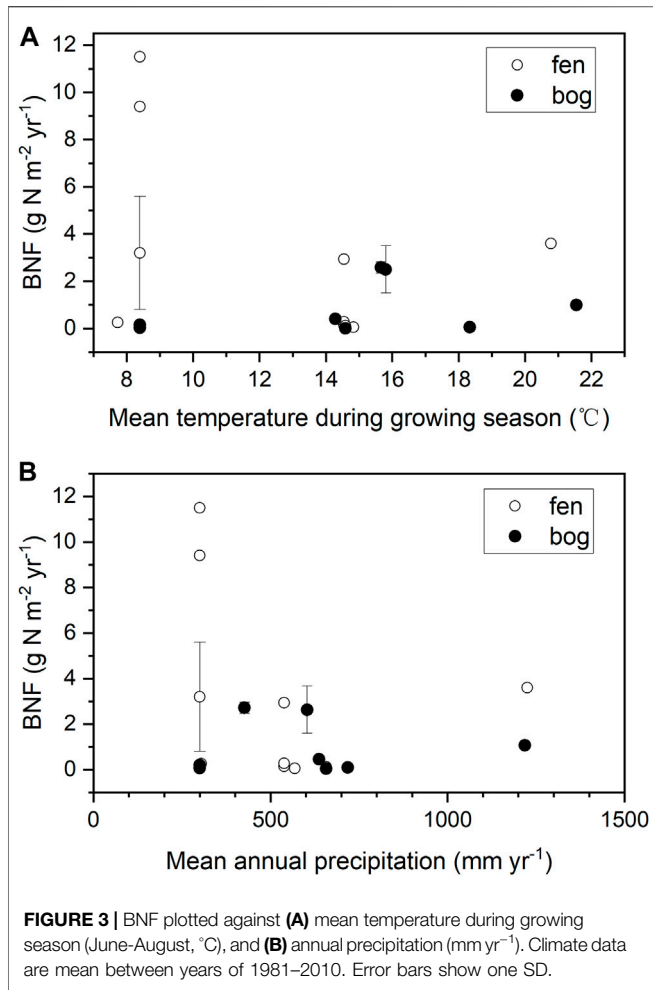 A
fen
bog
12
10
8
6
4
2
0
BNF (g N m⁻² yr⁻¹)
8 10 12 14 16 18 20 22
Mean temperature during growing season (℃)
B
fen
bog
12
10
8
6
4
2
0
BNF (g N m⁻² yr⁻¹)
0 500 1000 1500
Mean annual precipitation (mm yr⁻¹)
FIGURE 3 | BNF plotted against (A) mean temperature during growing
season (June-August, °C), and (B) annual precipitation (mm yr⁻¹). Climate data
are mean between years of 1981–2010. Error bars show one SD.